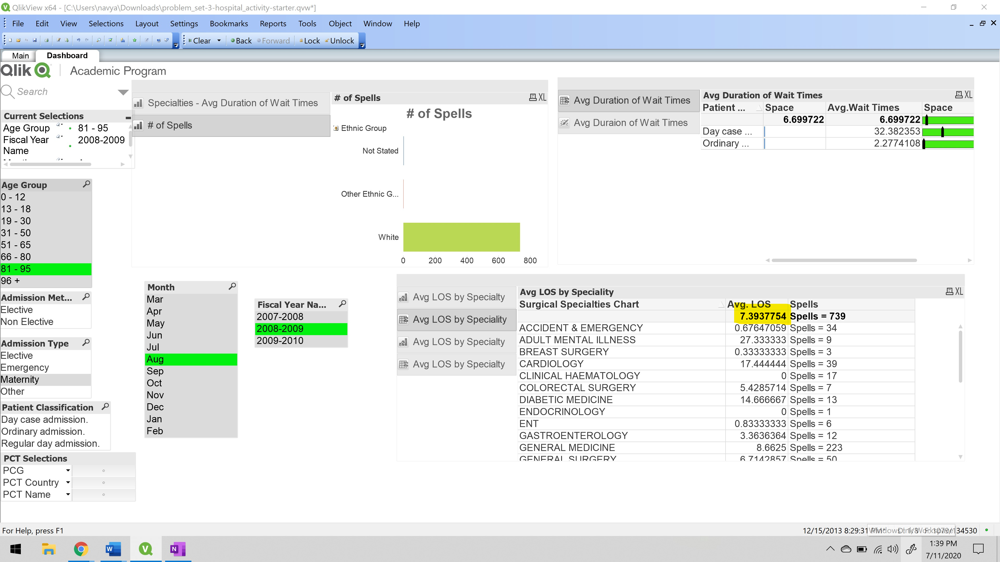 QlikView x64 - [C:\Users\navya\Downloads\problem_set-3-hospital_activity-starter.qvw*]
File Edit View Selections Layout Settings Bookmarks Reports Tools Object Window Help
Clear Back Forward Lock Unlock
Main Dashboard
Qlik Academic Program
Search
Current Selections
Age Group 81 - 95
Fiscal Year Name 2008-2009
Age Group
0 - 12
13 - 18
19 - 30
31 - 50
51 - 65
66 - 80
81 - 95
96 +
Admission Met...
Elective
Non Elective
Admission Type
Elective
Emergency
Maternity
Other
Patient Classification
Day case admission.
Ordinary admission.
Regular day admission.
PCT Selections
PCG
PCT Country
PCT Name
Specialties - Avg Duration of Wait Times
# of Spells
# of Spells XL
# of Spells
Ethnic Group
Not Stated
Other Ethnic G...
White
0 200 400 600 800
Avg Duration of Wait Times
Avg Duraion of Wait Times
Avg Duration of Wait Times XL
Patient ... Space Avg.Wait Times Space
6.699722 6.699722
Day case ... 32.382353
Ordinary ... 2.2774108
Month
Mar
Apr
May
Jun
Jul
Aug
Sep
Oct
Nov
Dec
Jan
Feb
Fiscal Year Na...
2007-2008
2008-2009
2009-2010
Avg LOS by Specialty
Avg LOS by Speciality
Avg LOS by Specialty
Avg LOS by Specialty
Avg LOS by Speciality XL
Surgical Specialties Chart Avg. LOS Spells
7.3937754 Spells = 739
ACCIDENT & EMERGENCY 0.67647059 Spells = 34
ADULT MENTAL ILLNESS 27.333333 Spells = 9
BREAST SURGERY 0.33333333 Spells = 3
CARDIOLOGY 17.444444 Spells = 39
CLINICAL HAEMATOLOGY 0 Spells = 17
COLORECTAL SURGERY 5.4285714 Spells = 7
DIABETIC MEDICINE 14.666667 Spells = 13
ENDOCRINOLOGY 0 Spells = 1
ENT 0.83333333 Spells = 6
GASTROENTEROLOGY 3.3636364 Spells = 12
GENERAL MEDICINE 8.6625 Spells = 223
GENERAL SURGERY 6.7142857 Spells = 50
For Help, press F1
12/15/2013 8:29:31 PM*
1:39 PM
7/11/2020